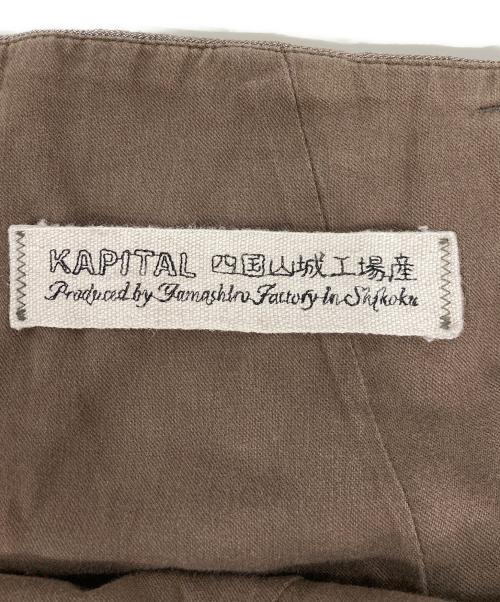 KAPITAL 四国山城工場産
Produced by Yamashiro Factory in Shikoku